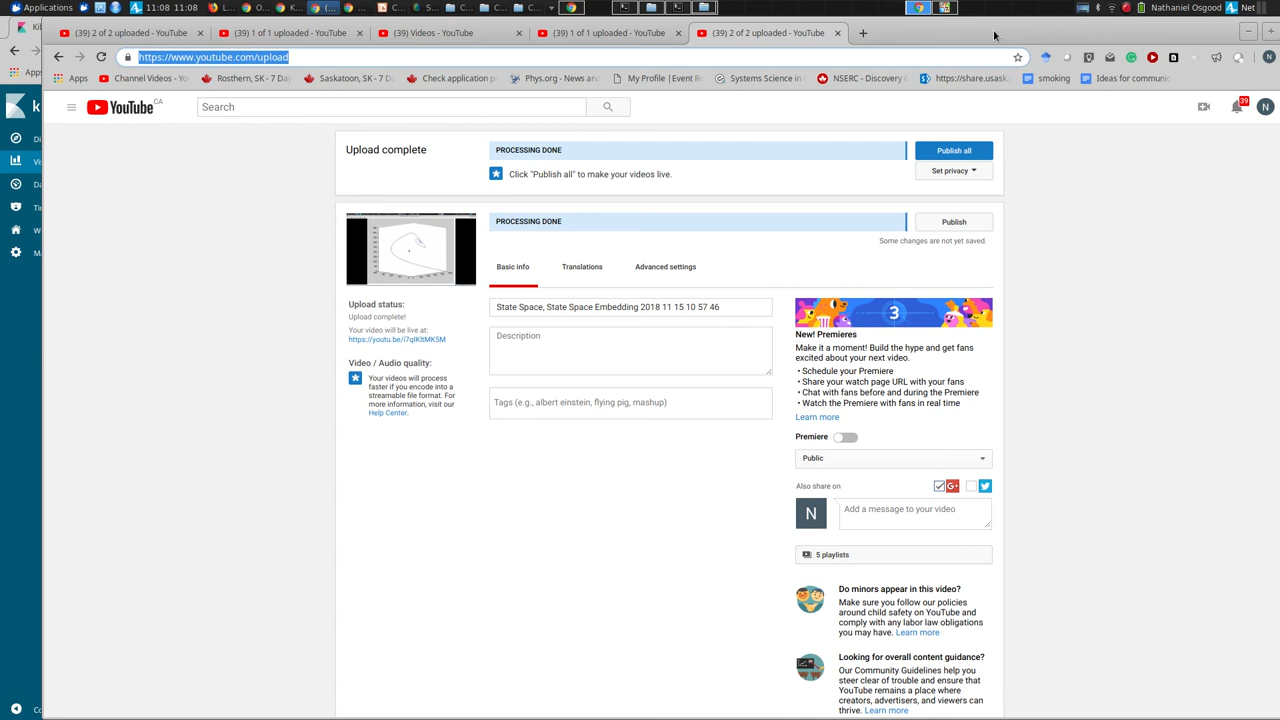 Applications
11:08 11:08
Nathaniel Osgood
Net
(39) 2 of 2 uploaded - YouTube
(39) 1 of 1 uploaded - YouTube
(39) Videos - YouTube
(39) 1 of 1 uploaded - YouTube
(39) 2 of 2 uploaded - YouTube
https://www.youtube.com/upload
Apps
Channel Videos - Yo
Rosthern, SK - 7 Day
Saskatoon, SK - 7 D
Check application p
Phys.org - News and
My Profile |Event R
Systems Science in
NSERC - Discovery G
https://share.usask
smoking
Ideas for communic
YouTube CA
Search
39
N
Upload complete
PROCESSING DONE
Publish all
Click "Publish all" to make your videos live.
Set privacy
PROCESSING DONE
Publish
Some changes are not yet saved.
Basic info
Translations
Advanced settings
Upload status:
Upload complete!
Your video will be live at:
State Space, State Space Embedding 2018 11 15 10 57 46
Description
Tags (e.g., albert einstein, flying pig, mashup)
Video / Audio quality:
Your videos will process
faster if you encode into a
streamable file format. For
more information, visit our
Help Center.
3
New! Premieres
Make it a moment! Build the hype and get fans
excited about your next video.
• Schedule your Premiere
• Share your watch page URL with your fans
• Chat with fans before and during the Premiere
• Watch the Premiere with fans in real time
Learn more
Premiere
Public
Also share on
N
Add a message to your video
5 playlists
Do minors appear in this video?
Make sure you follow our policies
around child safety on YouTube and
comply with any labor law obligations
you may have. Learn more
Looking for overall content guidance?
Our Community Guidelines help you
steer clear of trouble and ensure that
YouTube remains a place where
creators, advertisers, and viewers can
thrive. Learn more